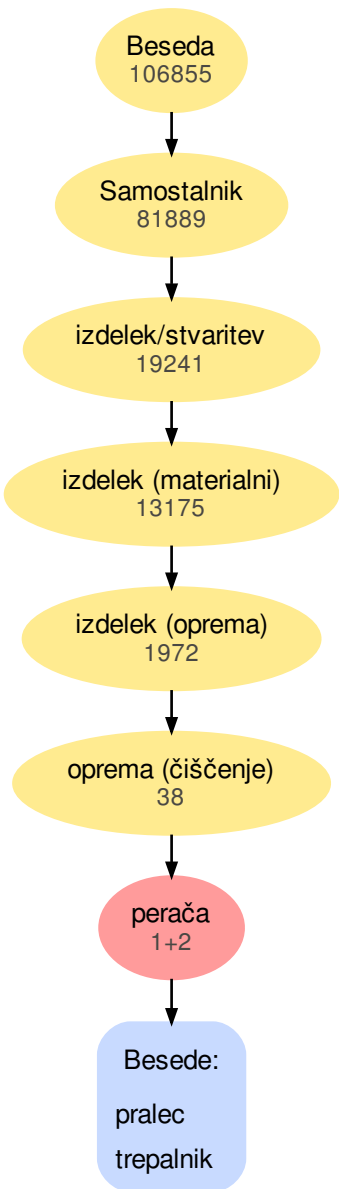 Beseda
106855
Samostalnik
81889
izdelek/stvaritev
19241
izdelek (materialni)
13175
izdelek (oprema)
1972
oprema (čiščenje)
38
perača
1+2
Besede:
pralec
trepalnik